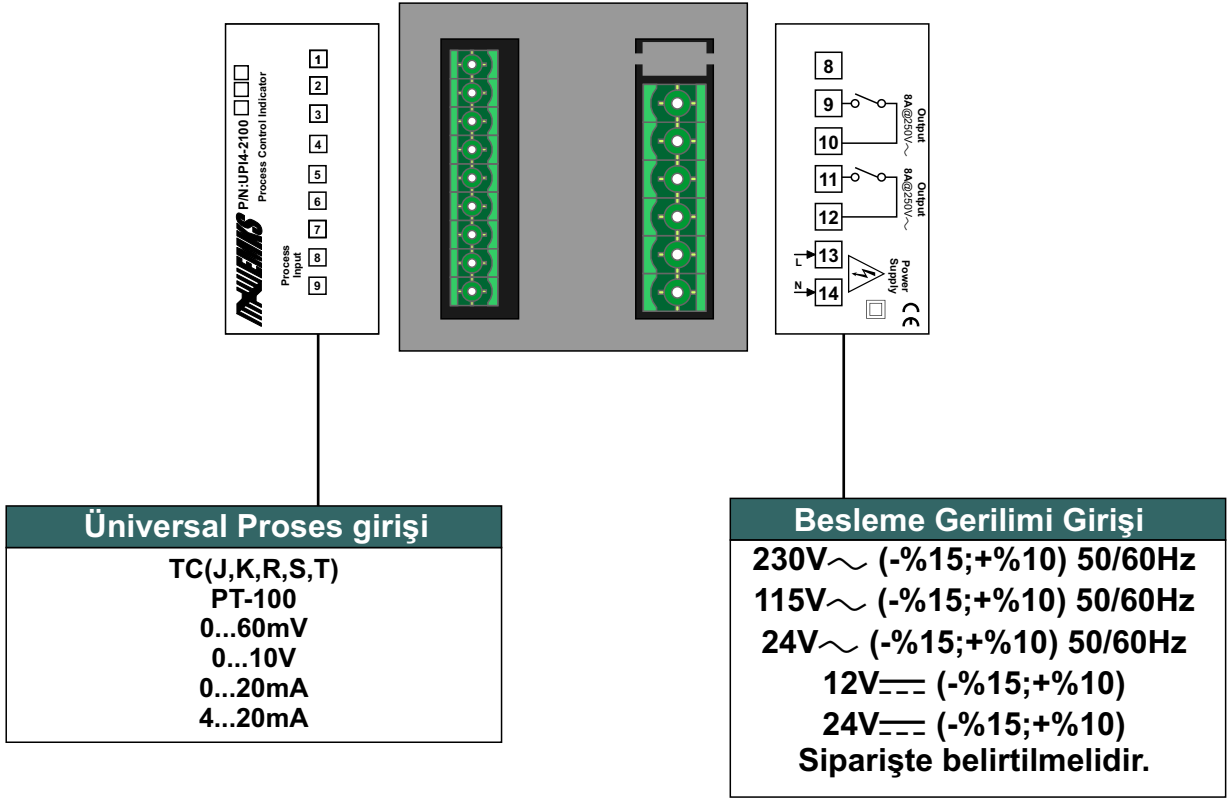 P/N:UPI4-2100
Process Control Indicator
EMKS
1
2
3
4
5
6
7
8
9
Process
Input
8
9
10
11
12
13
14
Output
8A@250V～
Output
8A@250V～
L
N
Power
Supply
CE
Üniversal Proses girişi
TC(J,K,R,S,T)
PT-100
0...60mV
0...10V
0...20mA
4...20mA
Besleme Gerilimi Girişi
230V～ (-%15;+%10) 50/60Hz
115V～ (-%15;+%10) 50/60Hz
24V～ (-%15;+%10) 50/60Hz
12V⎓ (-%15;+%10)
24V⎓ (-%15;+%10)
Siparişte belirtilmelidir.